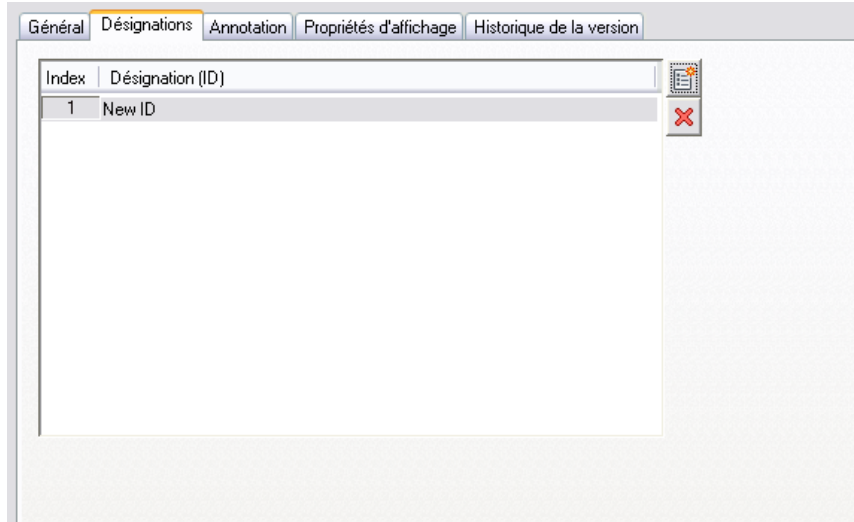 Général Désignations Annotation Propriétés d'affichage Historique de la version
Index Désignation (ID)
1 New ID